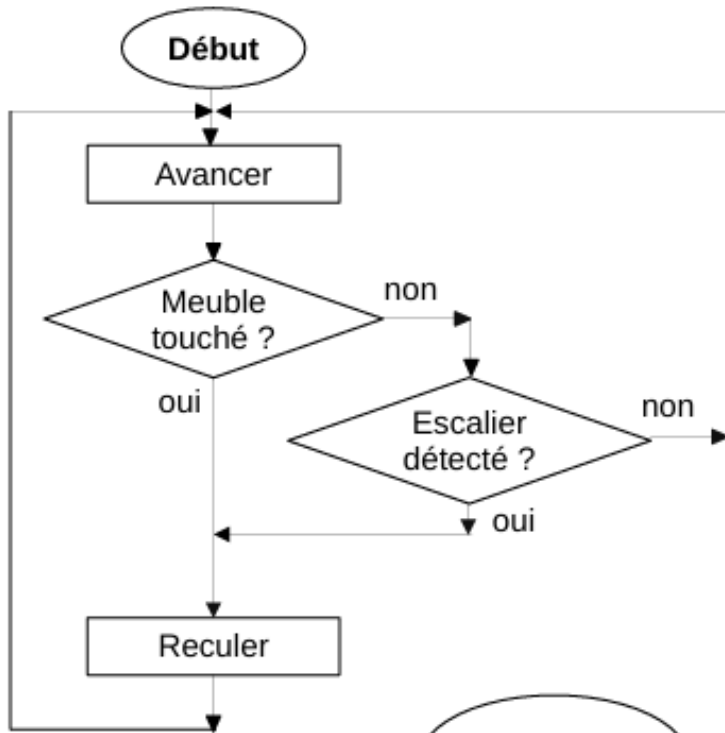 Début
Avancer
Meuble
touché ?
non
oui
Escalier
détecté ?
non
oui
Reculer